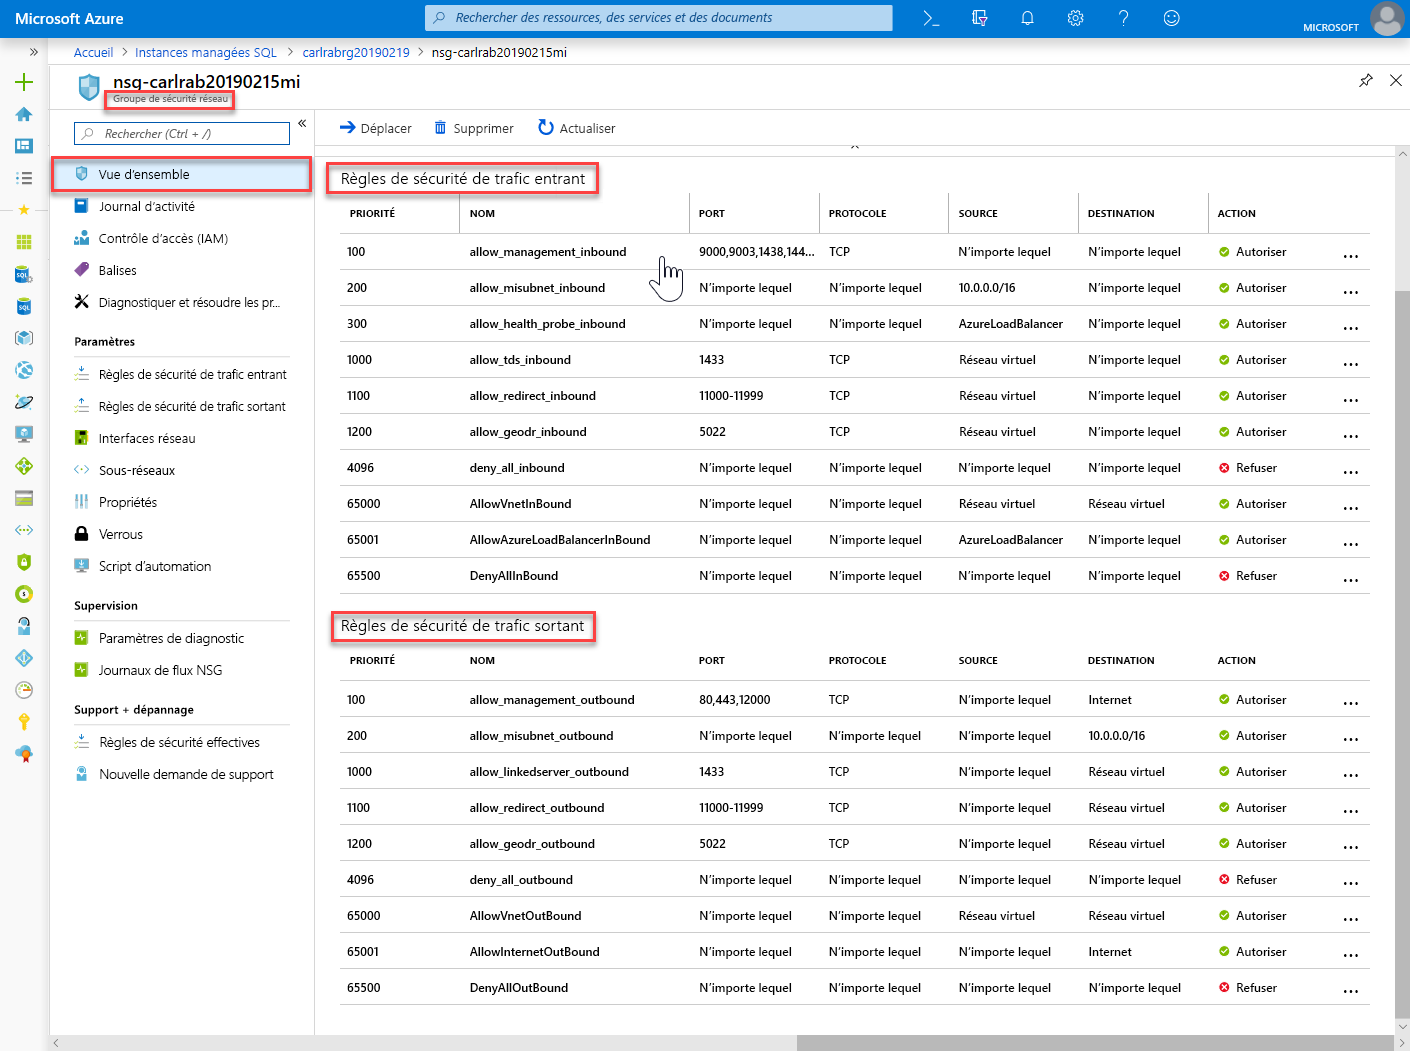 Microsoft Azure
Rechercher des ressources, des services et des documents
MICROSOFT
Accueil > Instances managées SQL > carlrabrg20190219 > nsg-carlrab20190215mi
nsg-carlrab20190215mi
Groupe de sécurité réseau
Rechercher (Ctrl + /)
Vue d'ensemble
Journal d'activité
Contrôle d'accès (IAM)
Balises
Diagnostiquer et résoudre les pr...
Paramètres
Règles de sécurité de trafic entrant
Règles de sécurité de trafic sortant
Interfaces réseau
Sous-réseaux
Propriétés
Verrous
Script d'automation
Supervision
Paramètres de diagnostic
Journaux de flux NSG
Support + dépannage
Règles de sécurité effectives
Nouvelle demande de support
Déplacer Supprimer Actualiser
Règles de sécurité de trafic entrant
PRIORITÉ NOM PORT PROTOCOLE SOURCE DESTINATION ACTION
100 allow_management_inbound 9000,9003,1438,144... TCP N'importe lequel N'importe lequel Autoriser ...
200 allow_misubnet_inbound N'importe lequel N'importe lequel 10.0.0.0/16 N'importe lequel Autoriser ...
300 allow_health_probe_inbound N'importe lequel N'importe lequel AzureLoadBalancer N'importe lequel Autoriser ...
1000 allow_tds_inbound 1433 TCP Réseau virtuel N'importe lequel Autoriser ...
1100 allow_redirect_inbound 11000-11999 TCP Réseau virtuel N'importe lequel Autoriser ...
1200 allow_geodr_inbound 5022 TCP Réseau virtuel N'importe lequel Autoriser ...
4096 deny_all_inbound N'importe lequel N'importe lequel N'importe lequel N'importe lequel Refuser ...
65000 AllowVnetInBound N'importe lequel N'importe lequel Réseau virtuel Réseau virtuel Autoriser ...
65001 AllowAzureLoadBalancerInBound N'importe lequel N'importe lequel AzureLoadBalancer N'importe lequel Autoriser ...
65500 DenyAllInBound N'importe lequel N'importe lequel N'importe lequel N'importe lequel Refuser ...
Règles de sécurité de trafic sortant
PRIORITÉ NOM PORT PROTOCOLE SOURCE DESTINATION ACTION
100 allow_management_outbound 80,443,12000 TCP N'importe lequel Internet Autoriser ...
200 allow_misubnet_outbound N'importe lequel N'importe lequel N'importe lequel 10.0.0.0/16 Autoriser ...
1000 allow_linkedserver_outbound 1433 TCP N'importe lequel Réseau virtuel Autoriser ...
1100 allow_redirect_outbound 11000-11999 TCP N'importe lequel Réseau virtuel Autoriser ...
1200 allow_geodr_outbound 5022 TCP N'importe lequel Réseau virtuel Autoriser ...
4096 deny_all_outbound N'importe lequel N'importe lequel N'importe lequel N'importe lequel Refuser ...
65000 AllowVnetOutBound N'importe lequel N'importe lequel Réseau virtuel Réseau virtuel Autoriser ...
65001 AllowInternetOutBound N'importe lequel N'importe lequel N'importe lequel Internet Autoriser ...
65500 DenyAllOutBound N'importe lequel N'importe lequel N'importe lequel N'importe lequel Refuser ...